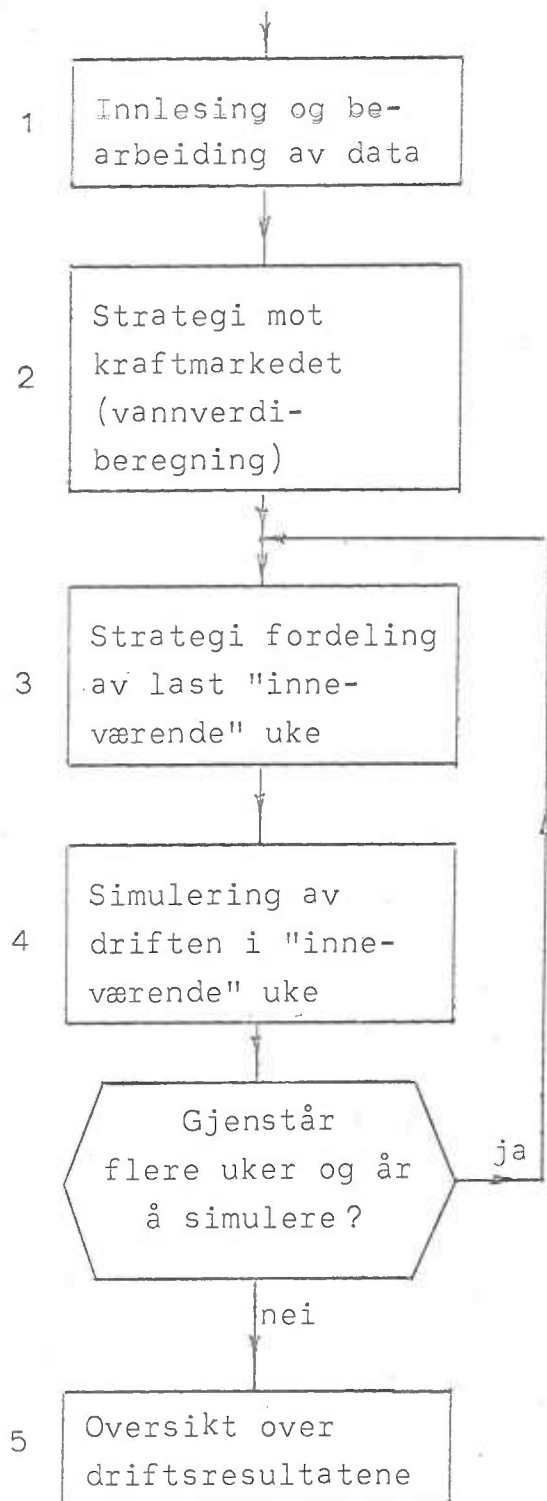 1
Innlesing og be-
arbeiding av data
2
Strategi mot
kraftmarkedet
(vannverdi-
beregning)
3
Strategi fordeling
av last "inne-
værende" uke
4
Simulering av
driften i "inne-
værende" uke
Gjenstår
flere uker og år
å simulere?
ja
nei
5
Oversikt over
driftsresultatene